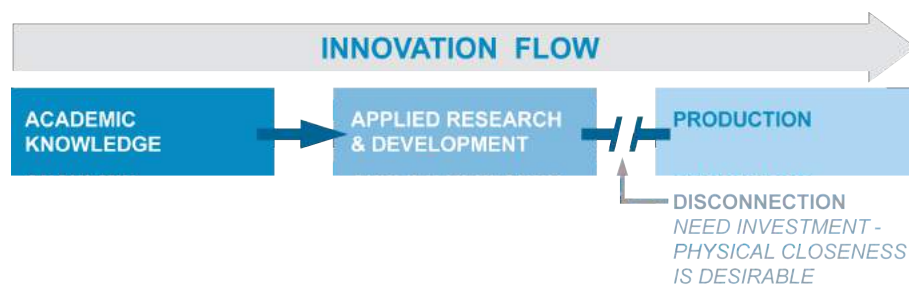 INNOVATION FLOW
ACADEMIC
KNOWLEDGE
APPLIED RESEARCH
& DEVELOPMENT
PRODUCTION
DISCONNECTION
NEED INVESTMENT -
PHYSICAL CLOSENESS
IS DESIRABLE